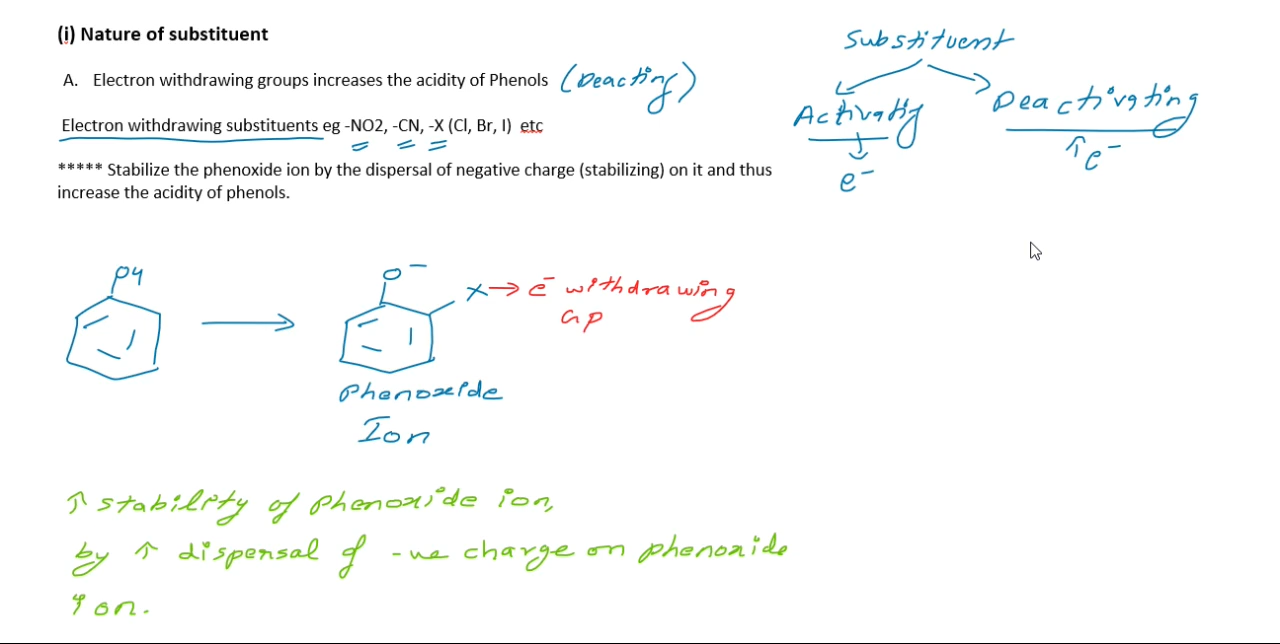 (i) Nature of substituent
Substituent
A. Electron withdrawing groups increases the acidity of Phenols (Deacting)
Activatig
Deactivating
Electron withdrawing substituents eg -NO2, -CN, -X (Cl, Br, I) etc
↑e-
e-
***** Stabilize the phenoxide ion by the dispersal of negative charge (stabilizing) on it and thus
increase the acidity of phenols.
OH
O-
x→ e- withdrawing
Gp
Phenoxide
Ion
↑ stability of phenoxide ion,
by ↑ dispersal of -ve charge on phenoxide
ion.